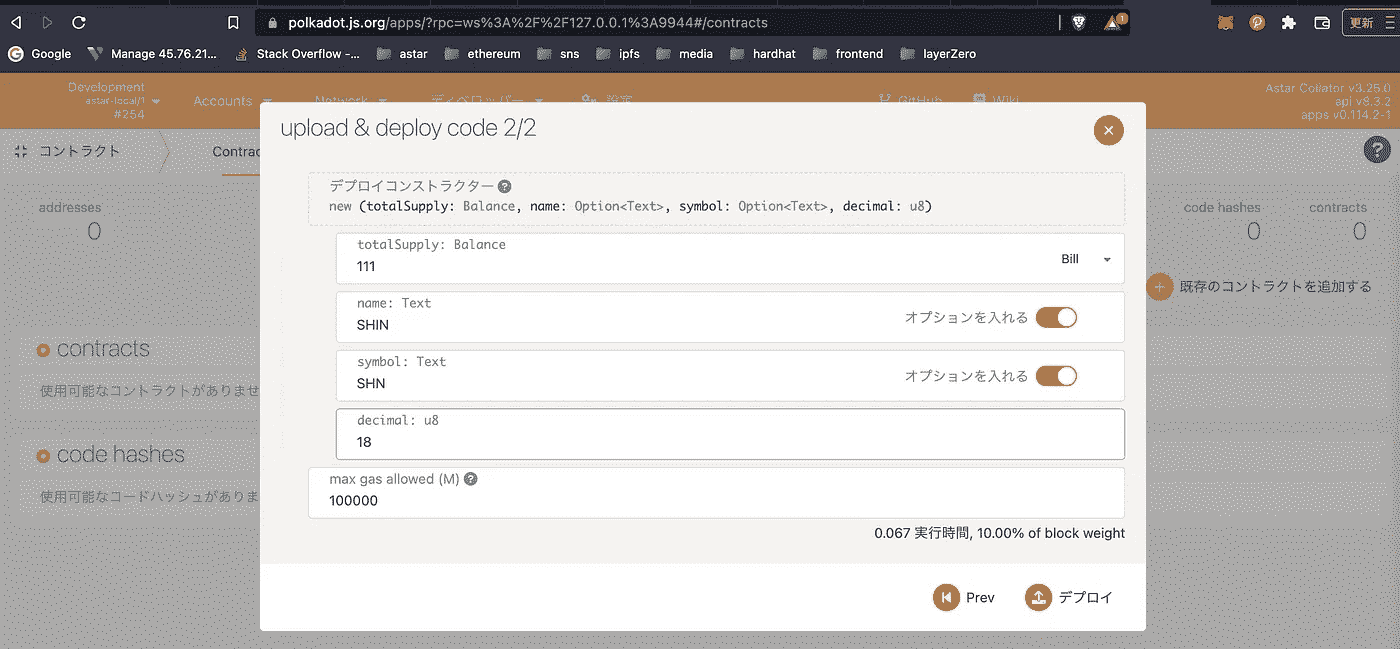 polkadot.js.org/apps/?rpc=ws%3A%2F%2F127.0.0.1%3A9944#/contracts
1
更新
Google
Manage 45.76.21...
Stack Overflow -...
astar
ethereum
sns
ipfs
media
hardhat
frontend
layerZero
Development
astar-local/1
#254
Accounts
Network
ディベロッパー
設定
GitHub
Wiki
Astar Collator v3.25.0
api v8.3.2
apps v0.114.2-1
コントラクト
Contrac
?
addresses
0
code hashes
0
contracts
0
既存のコントラクトを追加する
contracts
使用可能なコントラクトがありませ
code hashes
使用可能なコードハッシュがありま
upload & deploy code 2/2
デプロイコンストラクター ?
new (totalSupply: Balance, name: Option<Text>, symbol: Option<Text>, decimal: u8)
totalSupply: Balance
111
Bill
name: Text
SHIN
オプションを入れる
symbol: Text
SHN
オプションを入れる
decimal: u8
18
max gas allowed (M) ?
100000
0.067 実行時間, 10.00% of block weight
Prev
デプロイ